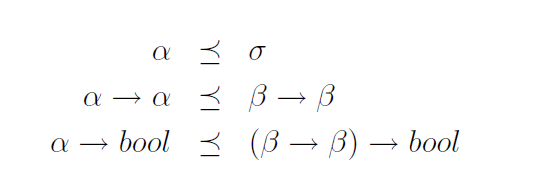 α ⪯ σ
α → α ⪯ β → β
α → bool ⪯ (β → β) → bool